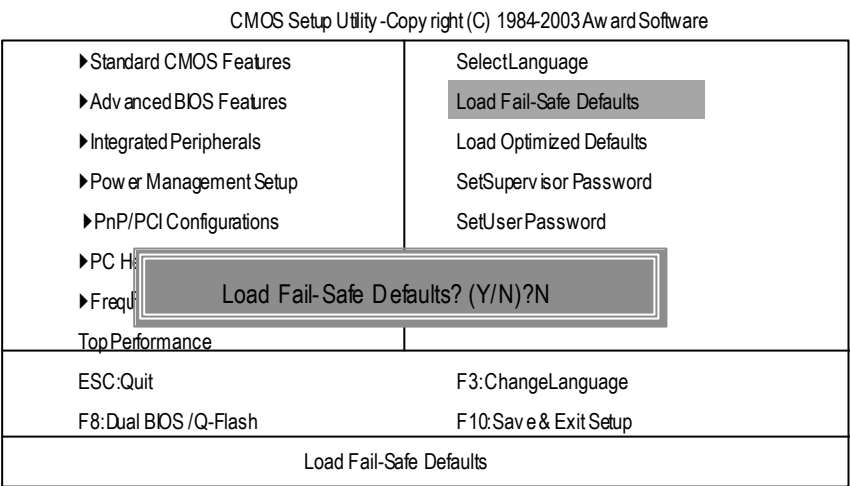 CMOS Setup Utility-Copyright (C) 1984-2003 Award Software
▶Standard CMOS Features
Select Language
▶Advanced BIOS Features
Load Fail-Safe Defaults
▶Integrated Peripherals
Load Optimized Defaults
▶Power Management Setup
Set Supervisor Password
▶PnP/PCI Configurations
Set User Password
▶PC
Load Fail-Safe Defaults? (Y/N)?N
Top Performance
ESC:Quit
F3:Change Language
F8:Dual BIOS /Q-Flash
F10:Save & Exit Setup
Load Fail-Safe Defaults